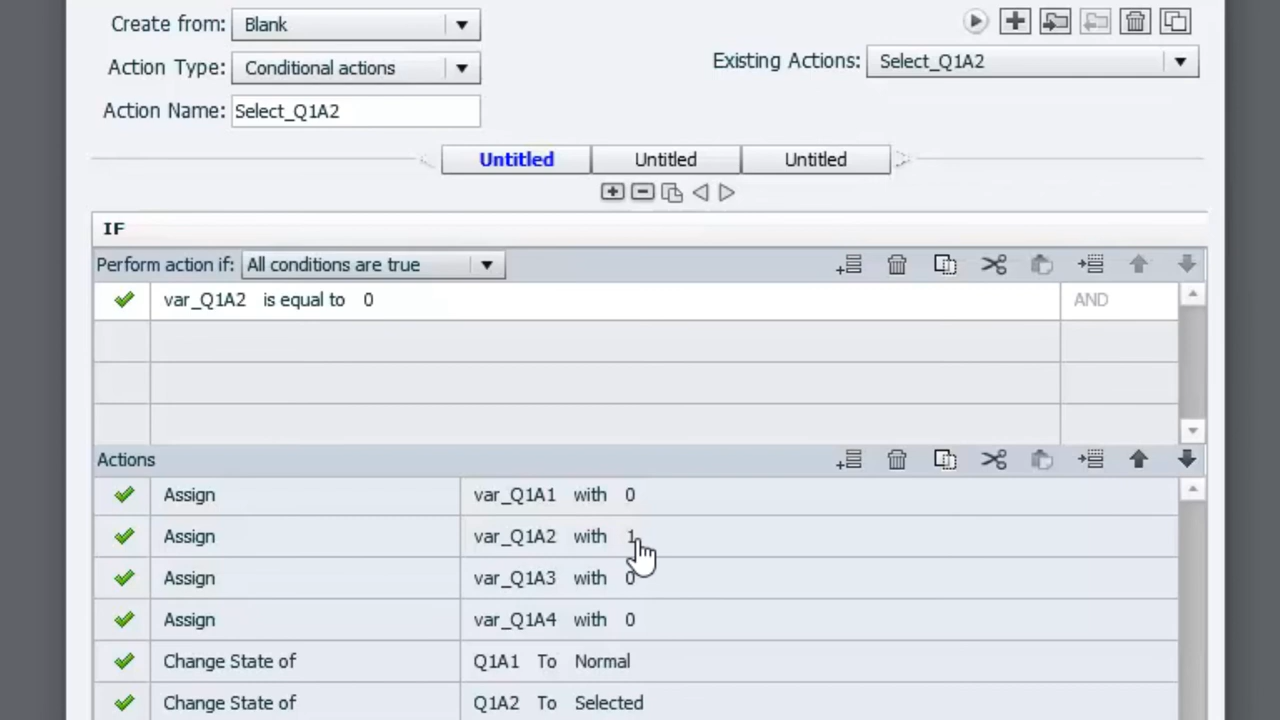 Create from: Blank
Action Type: Conditional actions
Existing Actions: Select_Q1A2
Action Name: Select_Q1A2
Untitled Untitled Untitled
IF
Perform action if: All conditions are true
var_Q1A2 is equal to 0 AND
Actions
Assign var_Q1A1 with 0
Assign var_Q1A2 with 1
Assign var_Q1A3 with 0
Assign var_Q1A4 with 0
Change State of Q1A1 To Normal
Change State of Q1A2 To Selected